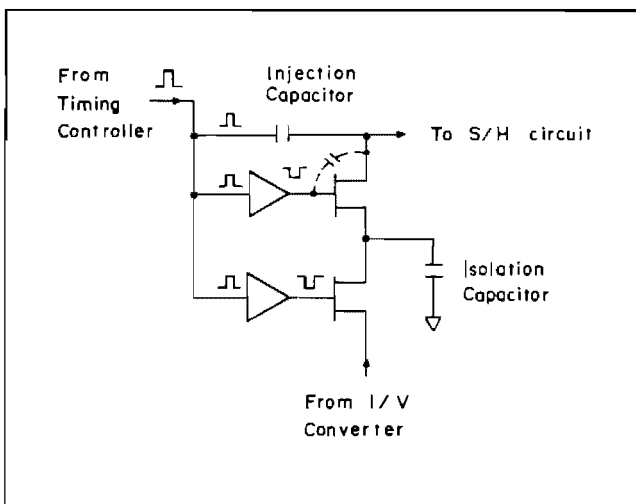 From
Timing
Controller
Injection
Capacitor
To S/H circuit
Isolation
Capacitor
From I/V
Converter